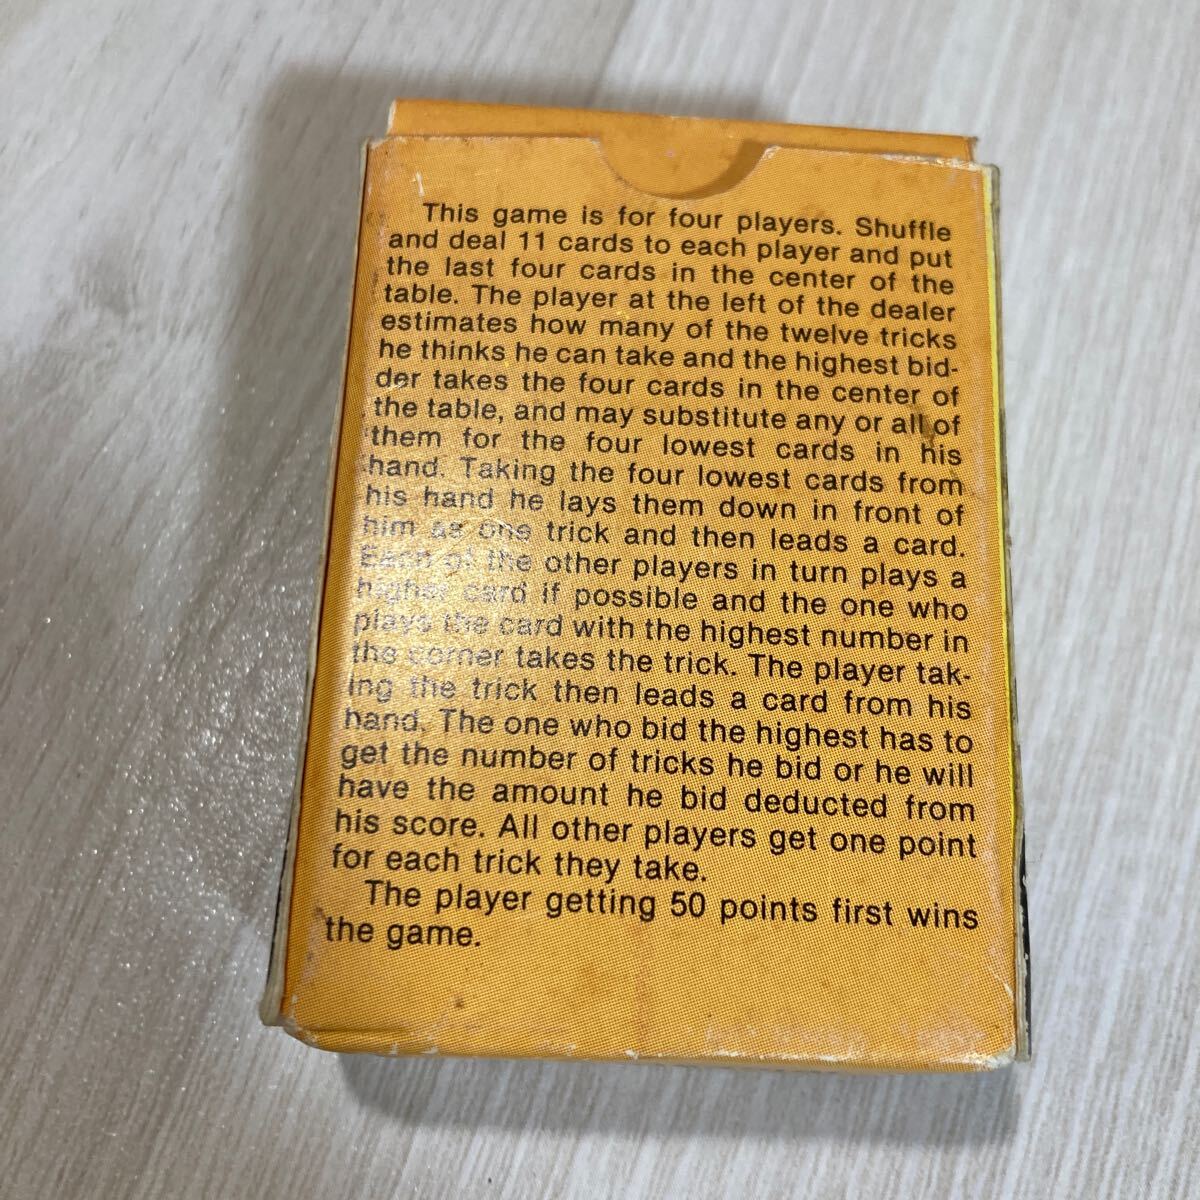 This game is for four players. Shuffle
and deal 11 cards to each player and put
the last four cards in the center of the
table. The player at the left of the dealer
estimates how many of the twelve tricks
he thinks he can take and the highest bid-
der takes the four cards in the center of
the table, and may substitute any or all of
them for the four lowest cards in his
hand. Taking the four lowest cards from
his hand he lays them down in front of
him as one trick and then leads a card.
Each of the other players in turn plays a
higher card if possible and the one who
plays the card with the highest number in
the corner takes the trick. The player tak-
ing the trick then leads a card from his
hand. The one who bid the highest has to
get the number of tricks he bid or he will
have the amount he bid deducted from
his score. All other players get one point
for each trick they take.
The player getting 50 points first wins
the game.